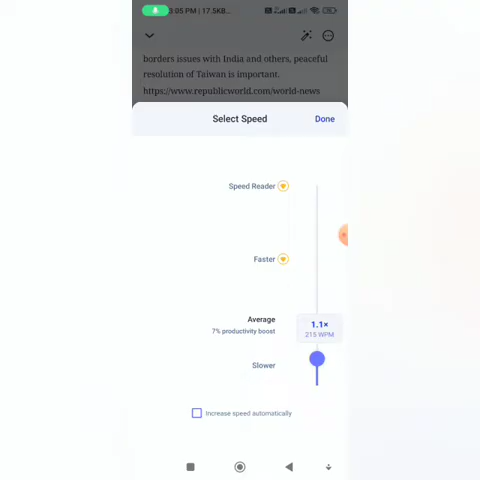 3:05 PM | 17.5KB...
borders issues with India and others, peaceful
resolution of Taiwan is important.
https://www.republicworld.com/world-news
Select Speed
Done
Speed Reader
Faster
Average
7% productivity boost
1.1×
215 WPM
Slower
Increase speed automatically